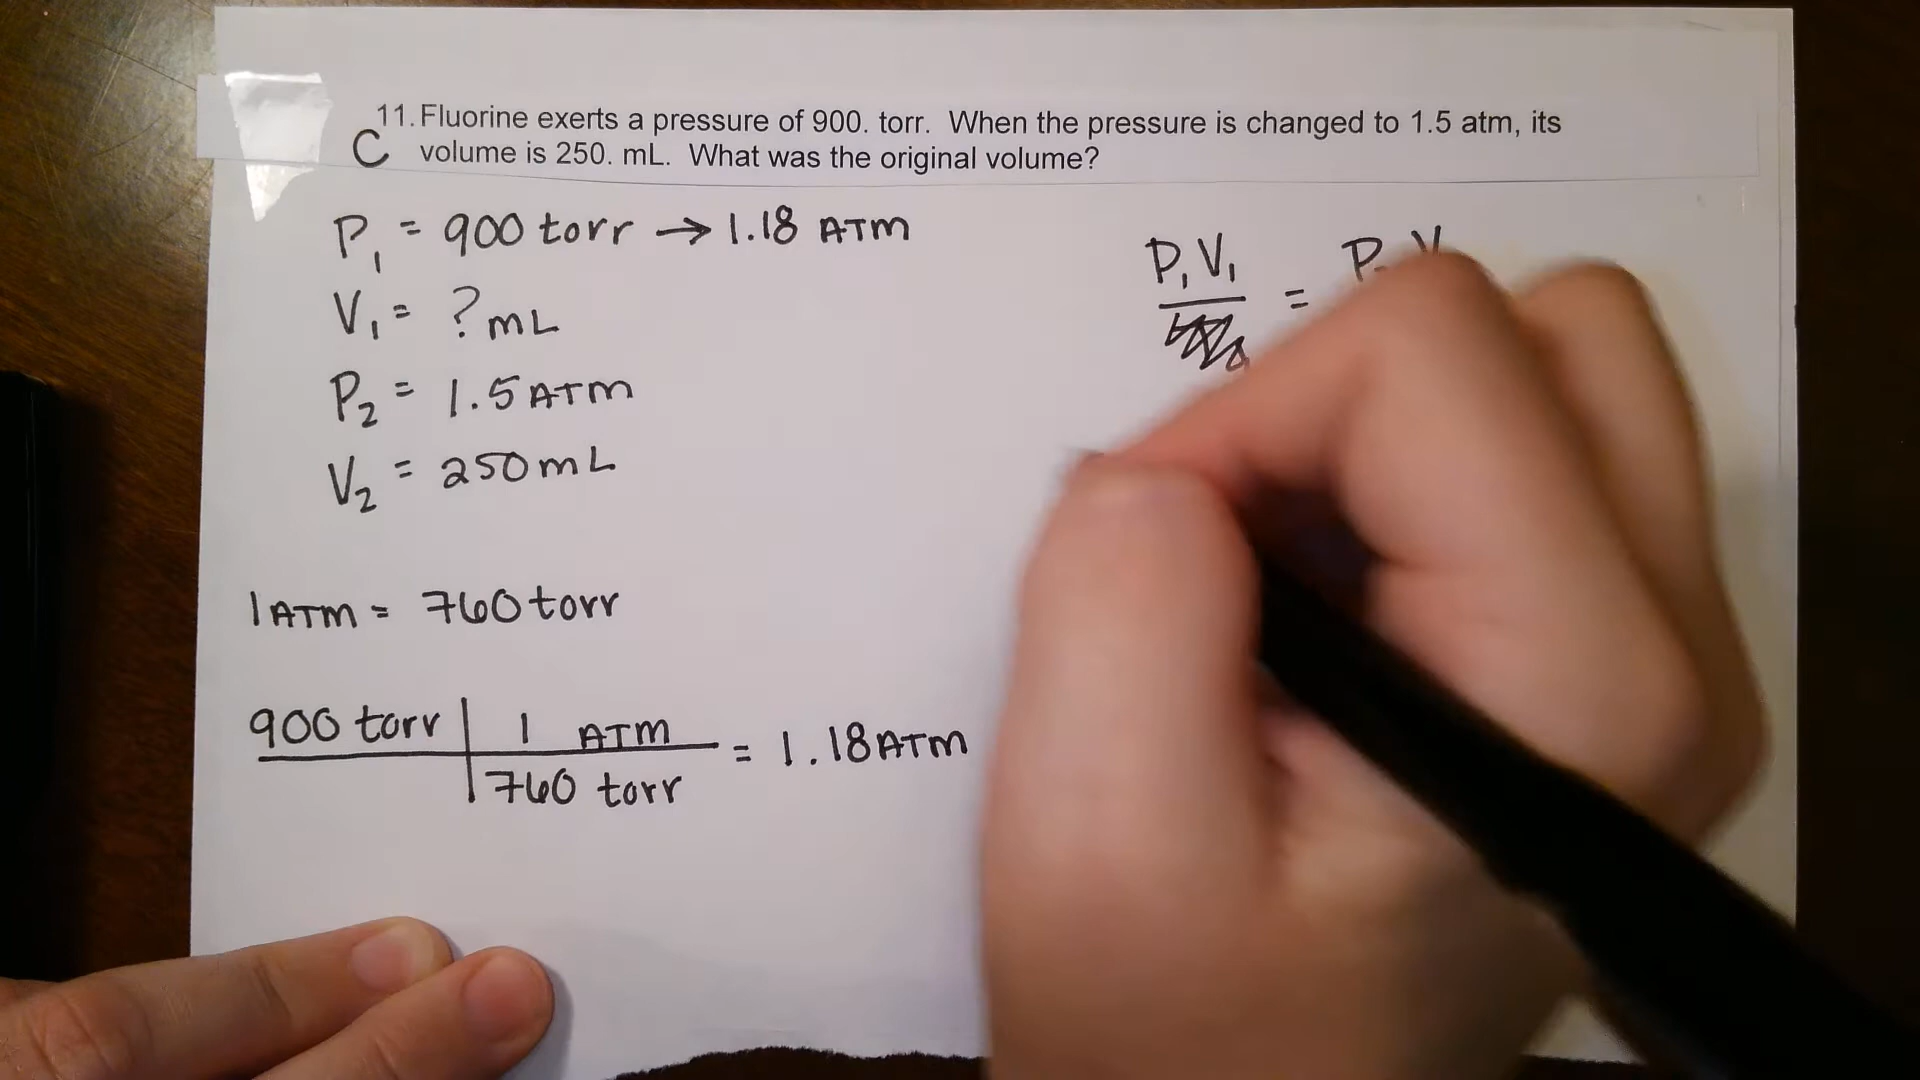 11. Fluorine exerts a pressure of 900. torr. When the pressure is changed to 1.5 atm, its
C volume is 250. mL. What was the original volume?
P₁ = 900 torr → 1.18 ATM
V₁ = ? mL
P₂ = 1.5 ATM
V₂ = 250 mL
P₁V₁ = P V
1 ATM = 760 torr
900 torr | 1 ATM = 1.18 ATM
760 torr